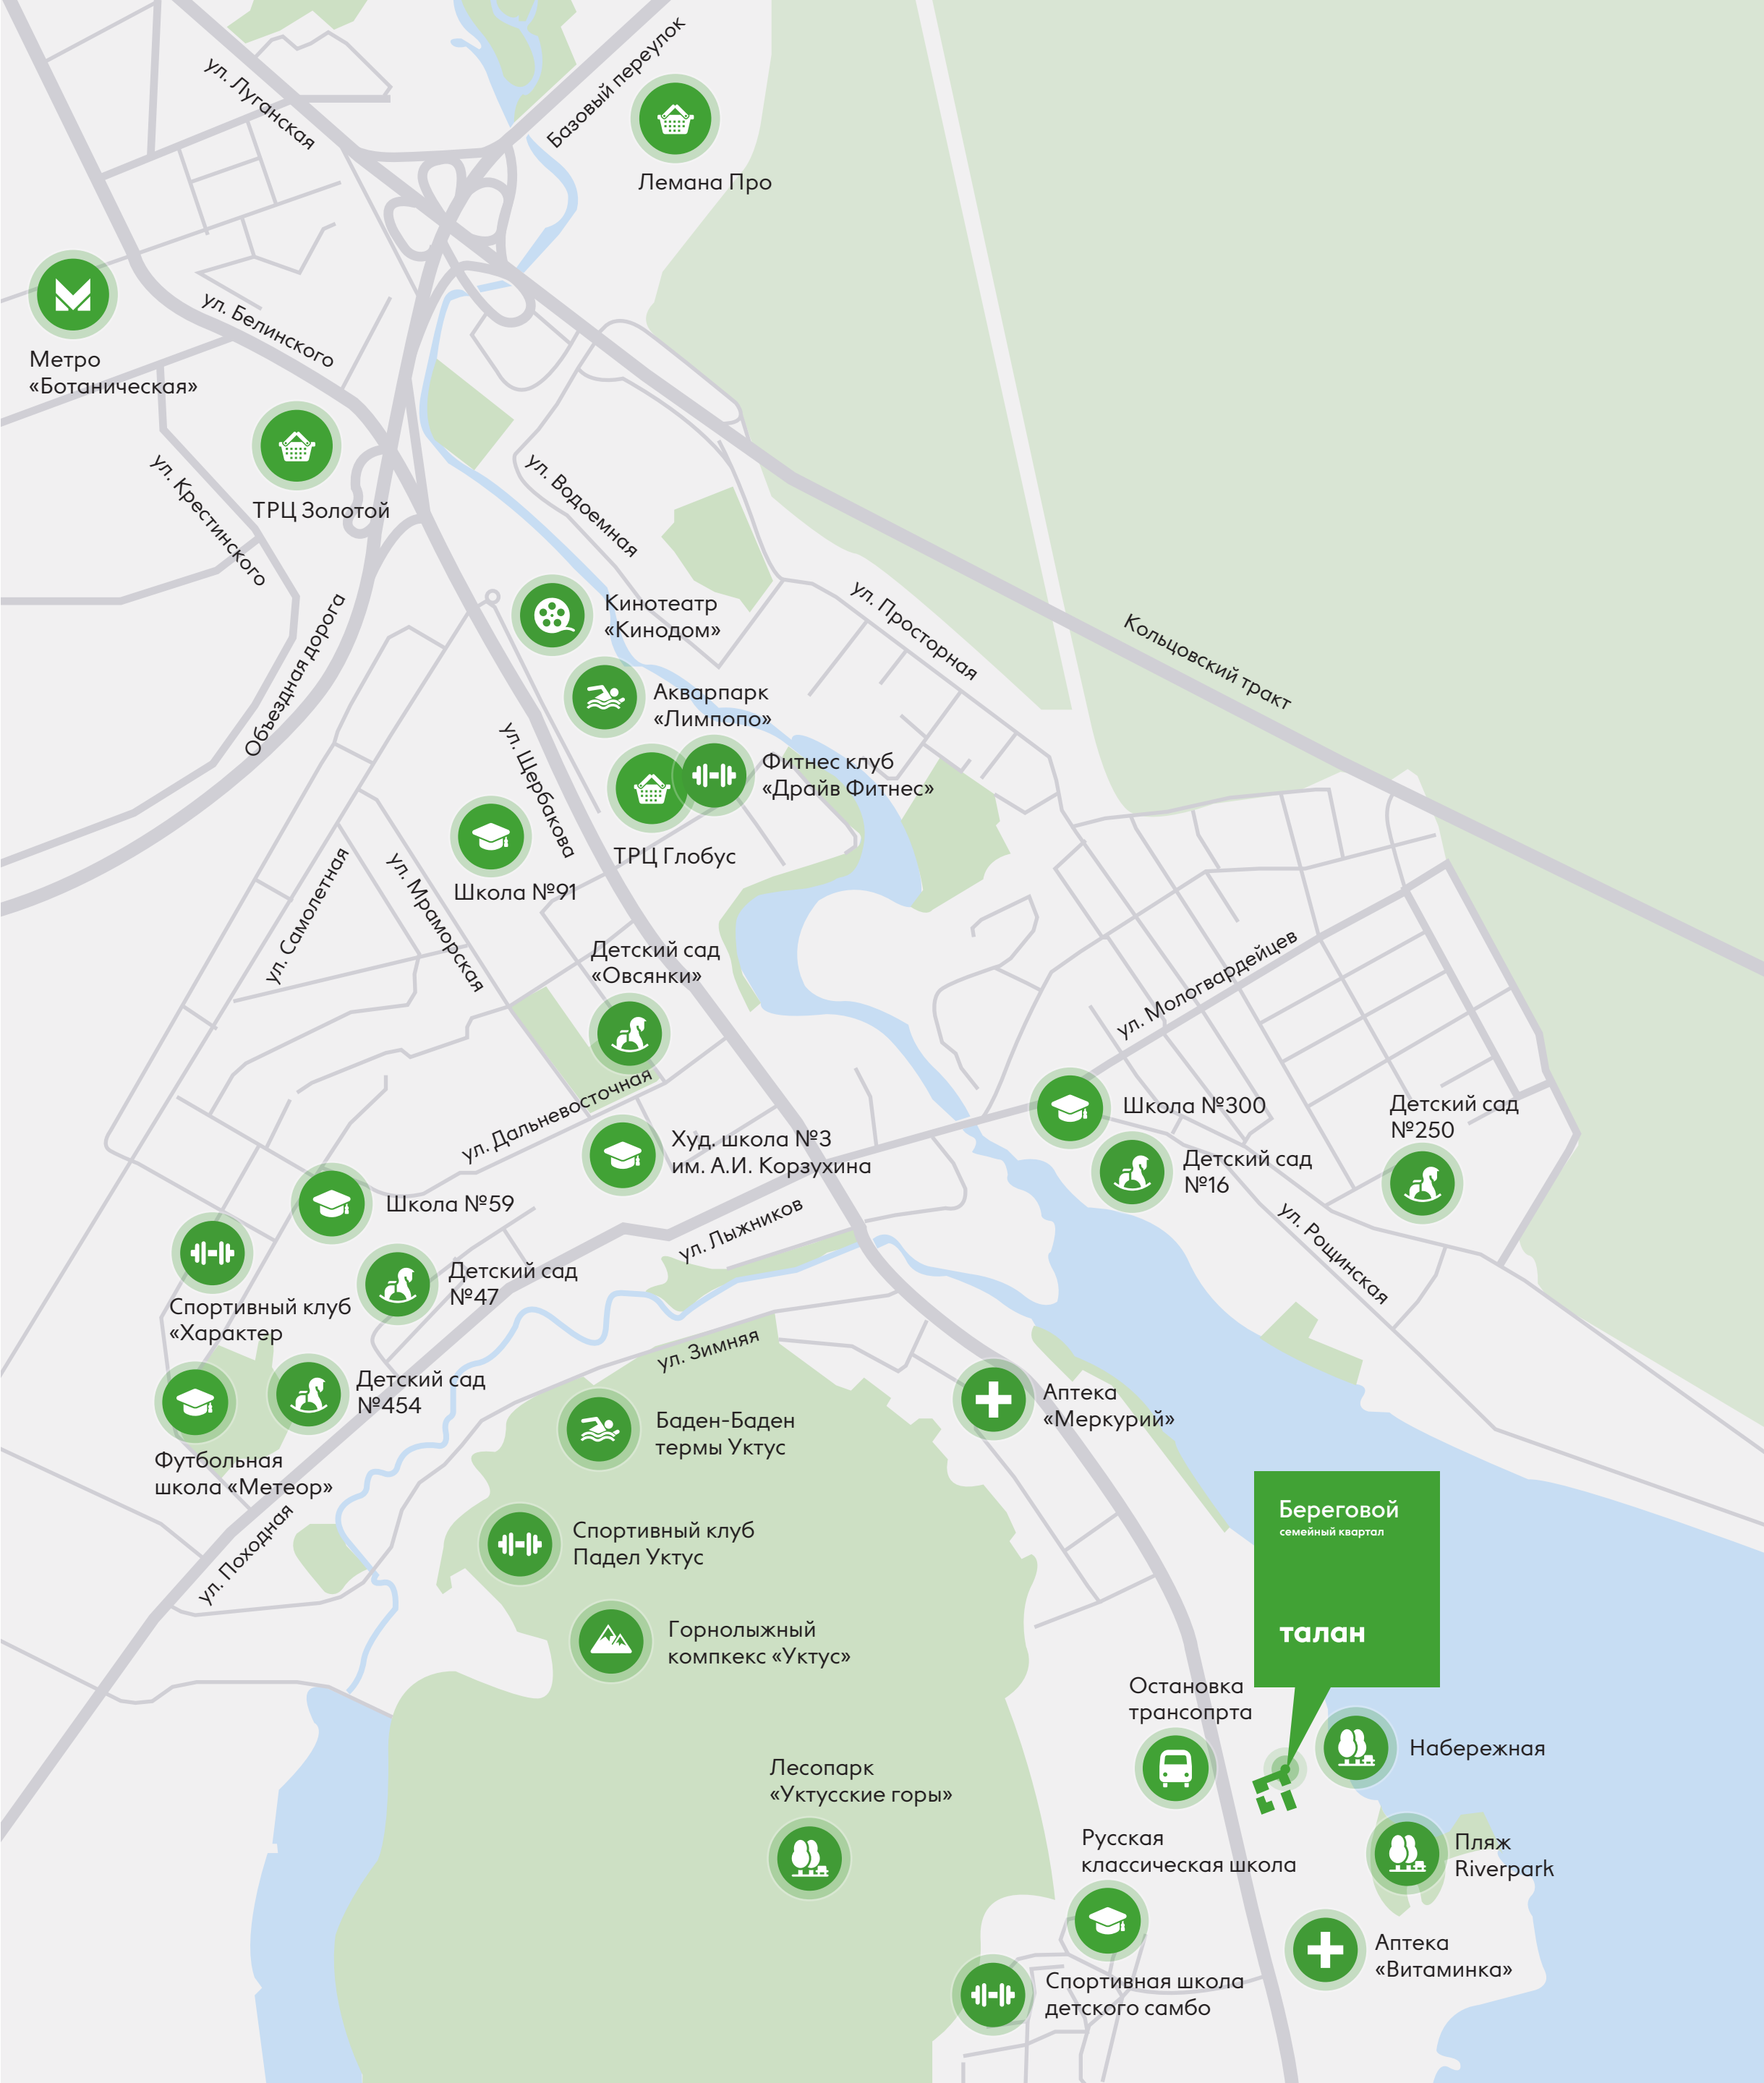 ул. Луганская
Базовый переулок
Лемана Про
ул. Белинского
Метро
«Ботаническая»
ТРЦ Золотой
ул. Крестинского
ул. Водоемная
Объездная дорога
Кинотеатр
«Кинодом»
ул. Просторная
Кольцовский тракт
Акварпарк
«Лимпопо»
ул. Щербакова
Фитнес клуб
«Драйв Фитнес»
ТРЦ Глобус
Школа №91
ул. Самолетная
ул. Мраморская
Детский сад
«Овсянки»
ул. Мологвардейцев
ул. Дальневосточная
Школа №300
Детский сад
№250
Худ. школа №3
им. А.И. Корзухина
Детский сад
№16
Школа №59
ул. Лыжников
ул. Рощинская
Детский сад
№47
Спортивный клуб
«Характер
ул. Зимняя
Детский сад
№454
Аптека
«Меркурий»
Баден-Баден
термы Уктус
Футбольная
школа «Метеор»
ул. Походная
Спортивный клуб
Падел Уктус
Береговой
семейный квартал
талан
Горнолыжный
компкекс «Уктус»
Остановка
трансопрта
Набережная
Лесопарк
«Уктусские горы»
Русская
классическая школа
Пляж
Riverpark
Аптека
«Витаминка»
Спортивная школа
детского самбо